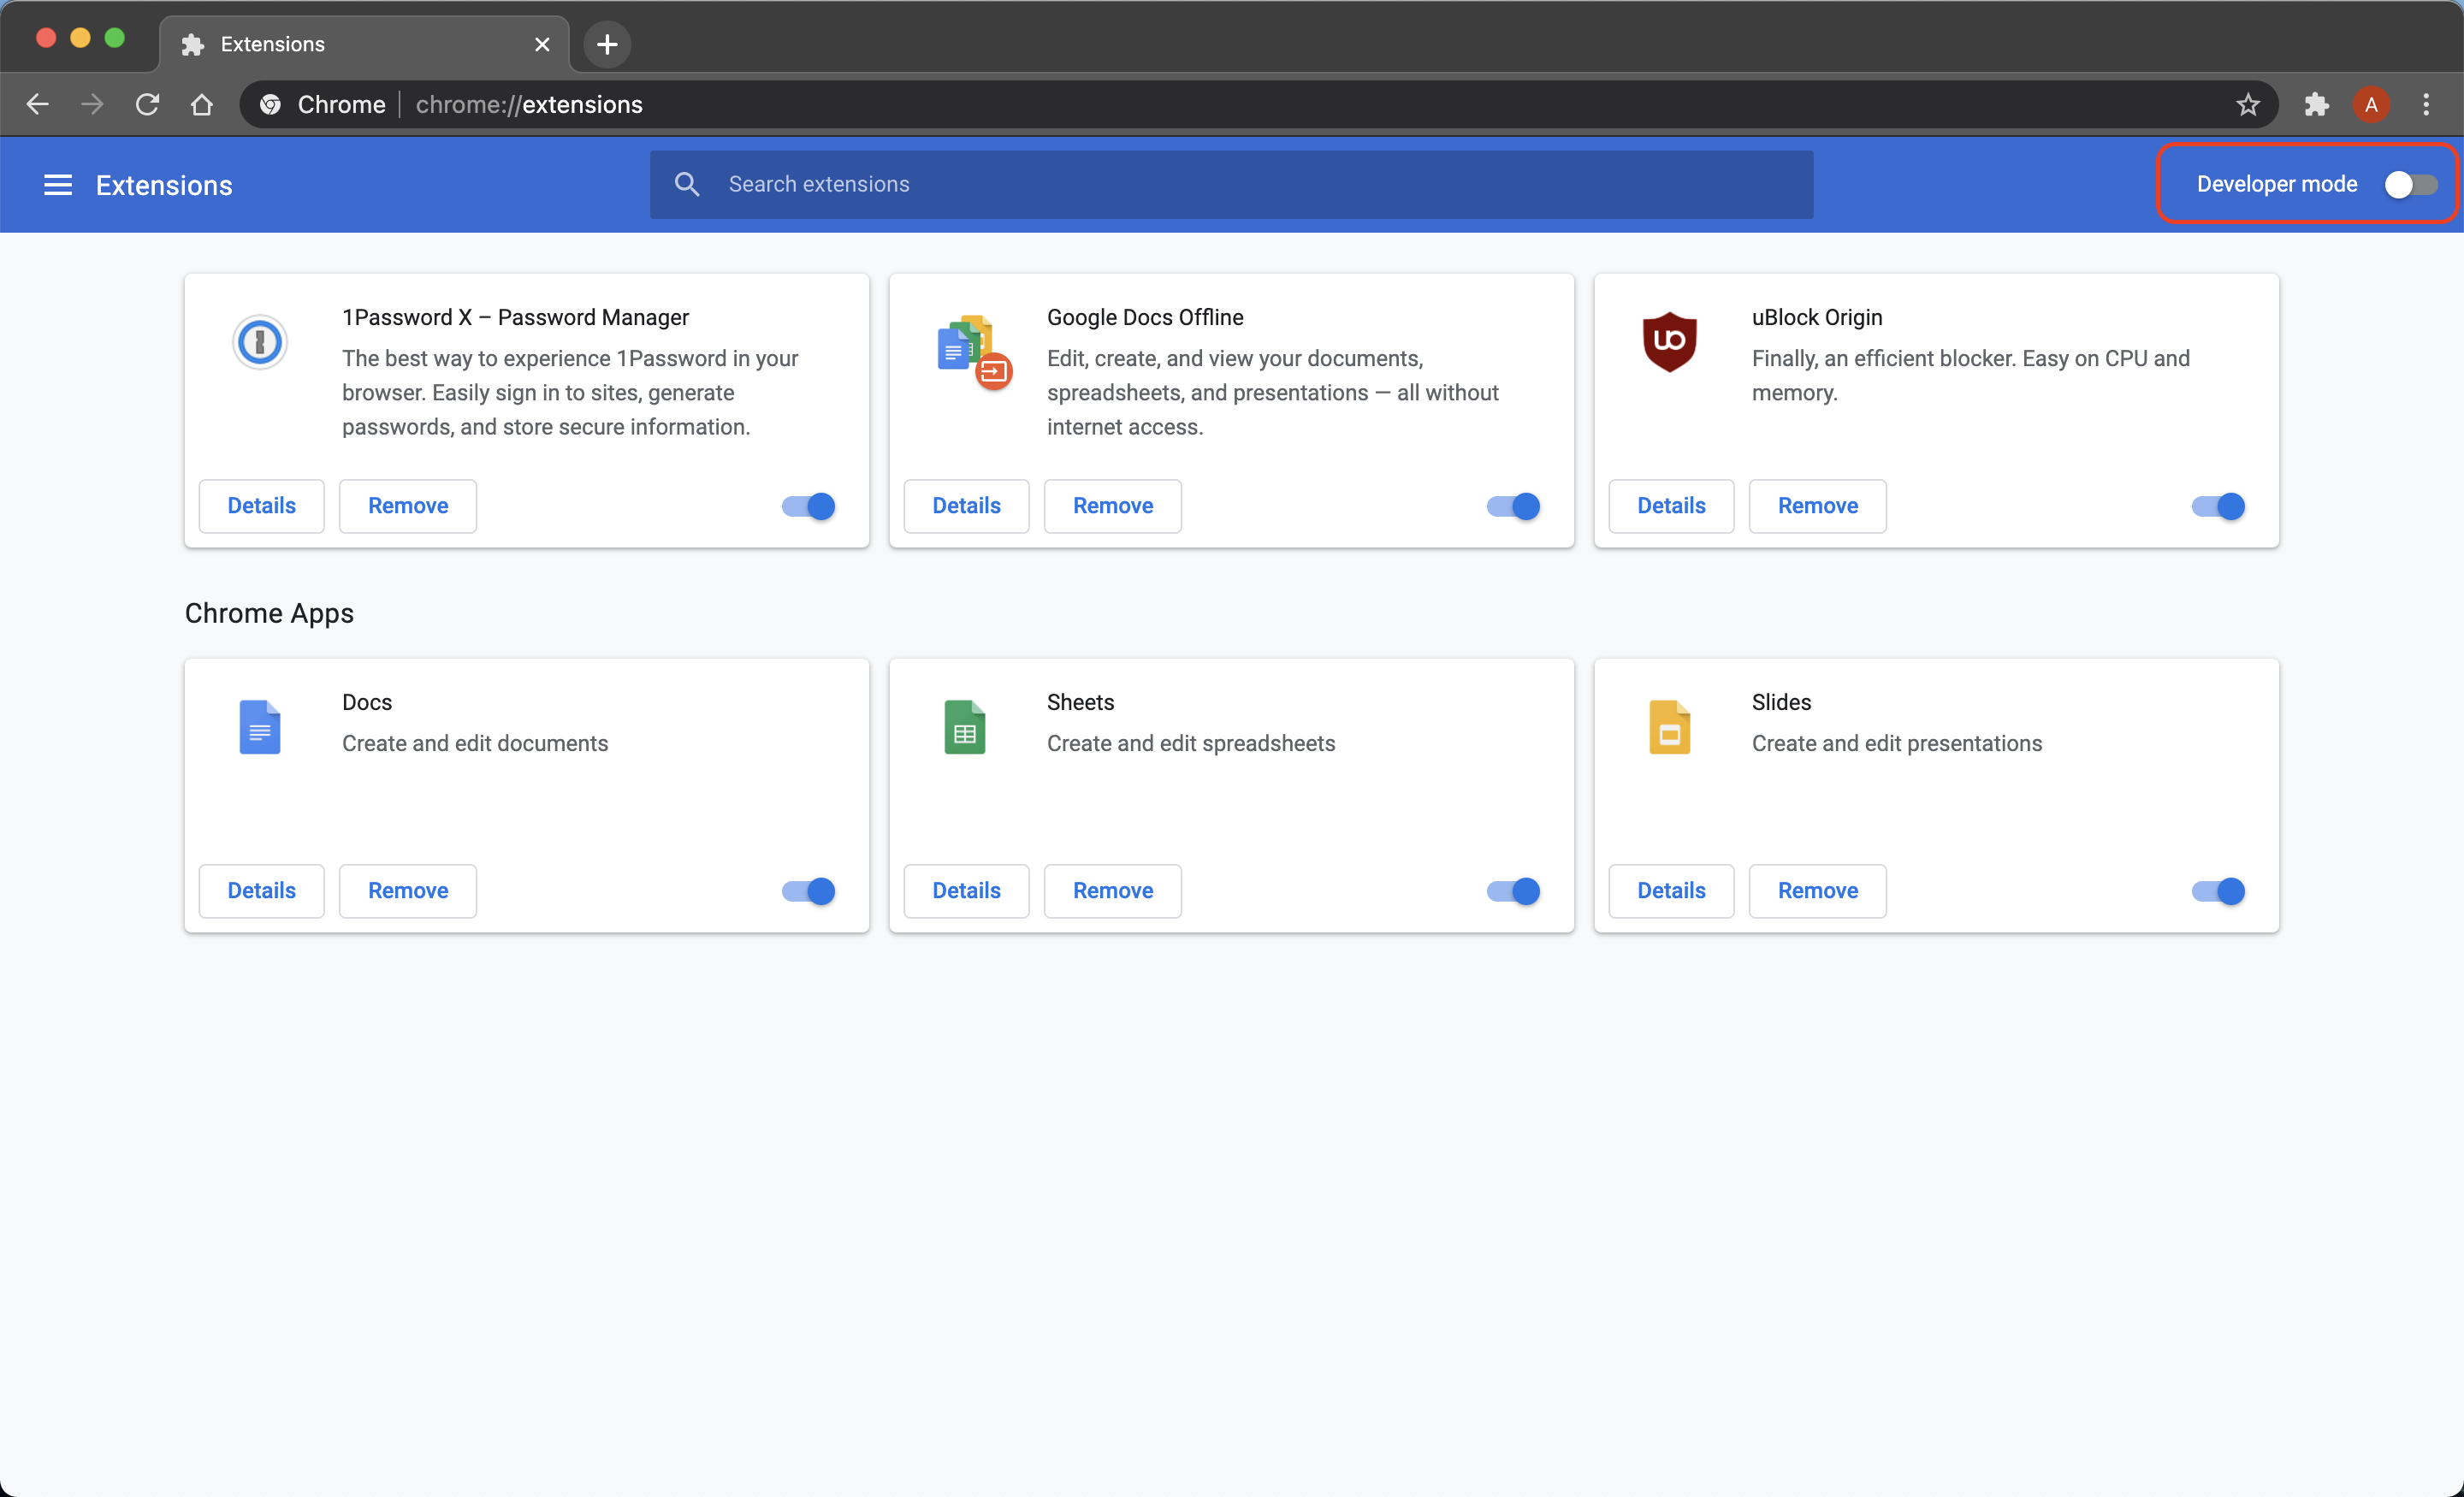 Extensions
Chrome
chrome://extensions
A
Extensions
Search extensions
Developer mode
1Password X – Password Manager
The best way to experience 1Password in your
browser. Easily sign in to sites, generate
passwords, and store secure information.
Details
Remove
Google Docs Offline
Edit, create, and view your documents,
spreadsheets, and presentations — all without
internet access.
Details
Remove
uBlock Origin
Finally, an efficient blocker. Easy on CPU and
memory.
Details
Remove
Chrome Apps
Docs
Create and edit documents
Details
Remove
Sheets
Create and edit spreadsheets
Details
Remove
Slides
Create and edit presentations
Details
Remove